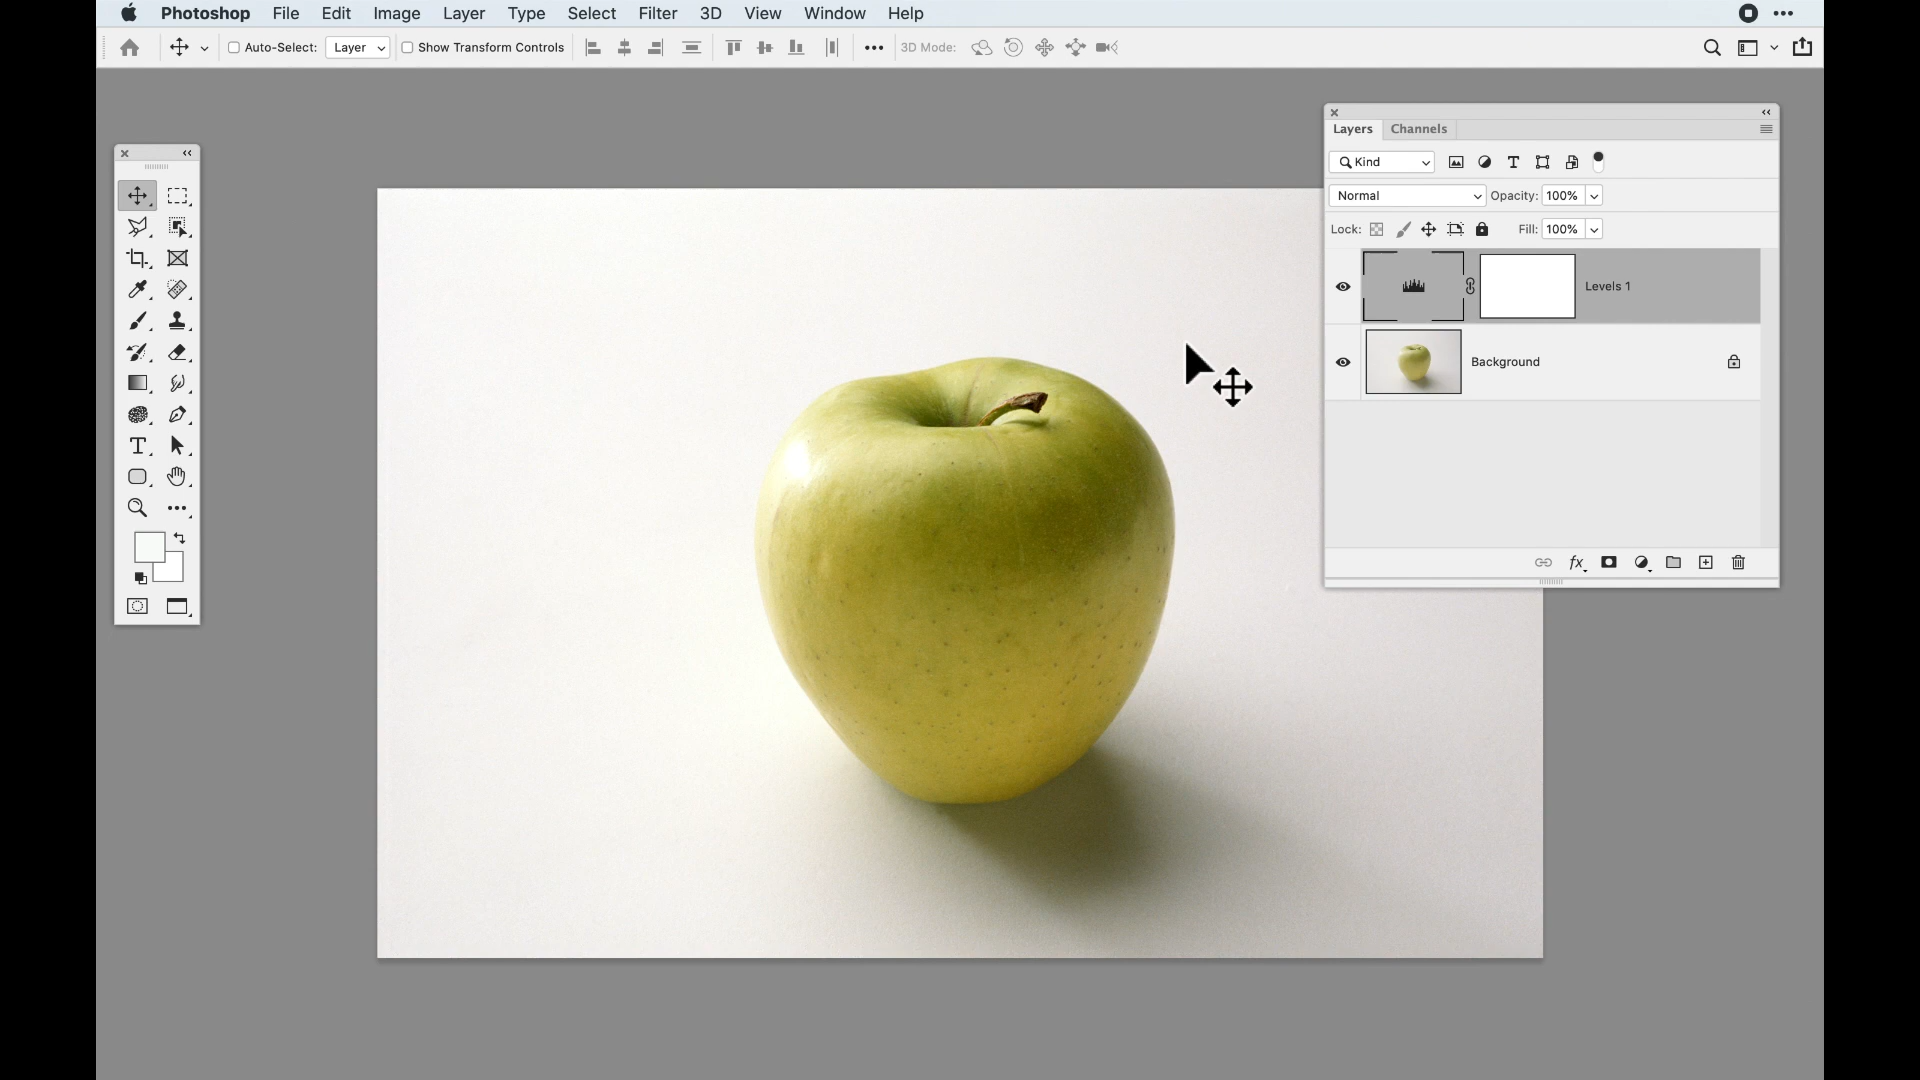 Photoshop File Edit Image Layer Type Select Filter 3D View Window Help
Auto-Select: Layer Show Transform Controls 3D Mode:
Layers Channels
Kind
Normal Opacity: 100%
Lock: Fill: 100%
Levels 1
Background
fx